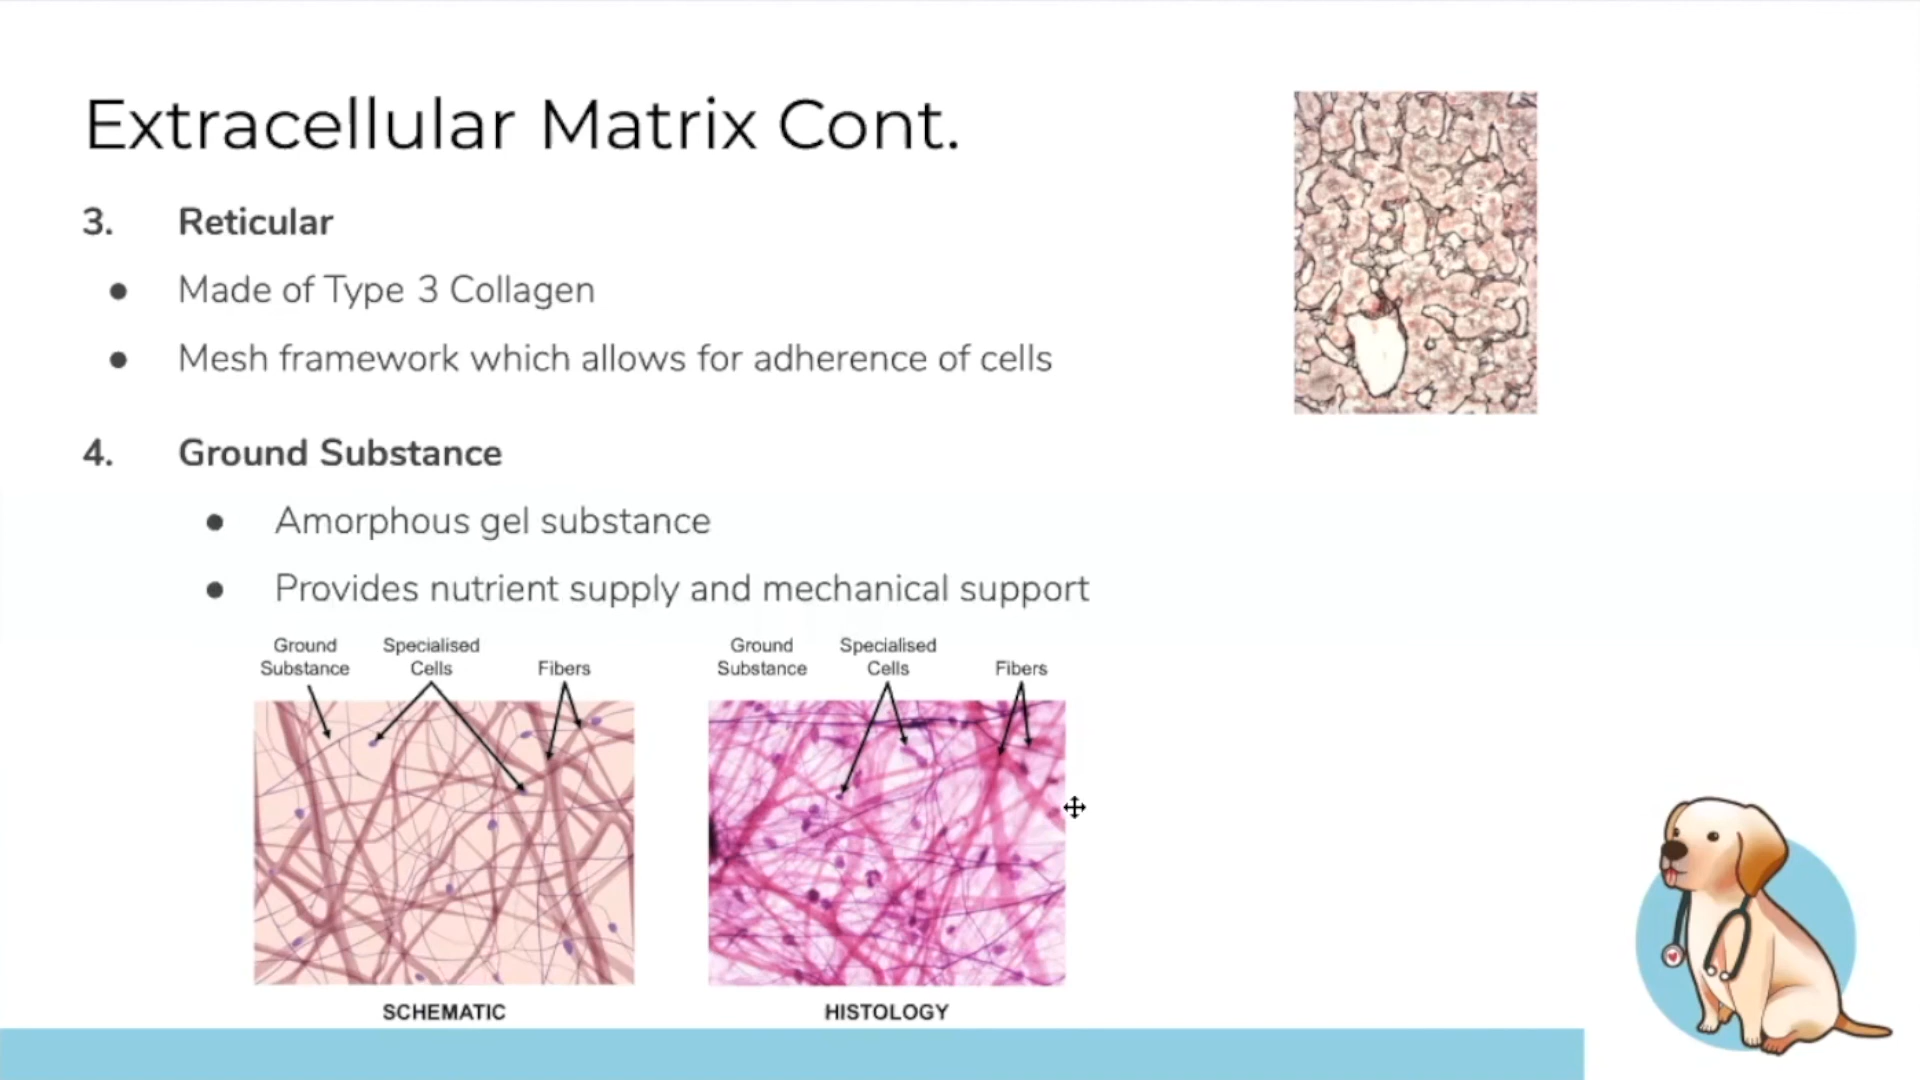 Extracellular Matrix Cont.
3. Reticular
● Made of Type 3 Collagen
● Mesh framework which allows for adherence of cells
4. Ground Substance
● Amorphous gel substance
● Provides nutrient supply and mechanical support
Ground Substance
Specialised Cells
Fibers
Ground Substance
Specialised Cells
Fibers
SCHEMATIC
HISTOLOGY